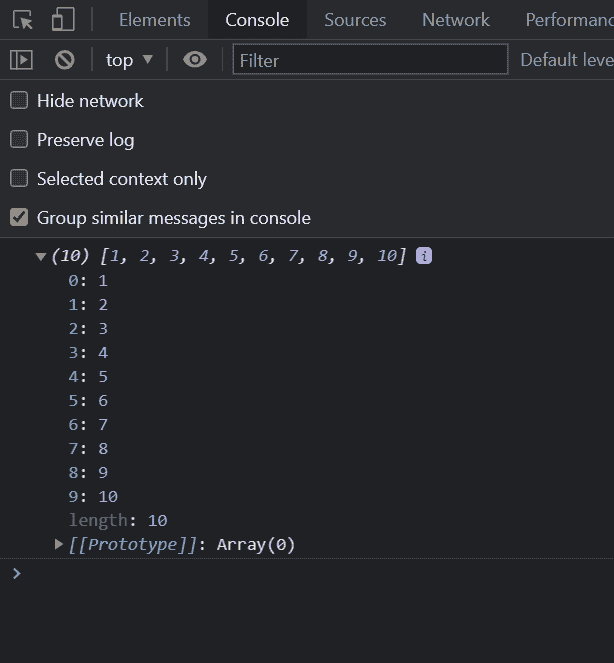 Elements Console Sources Network Performanc
top ▼ Filter Default leve
Hide network
Preserve log
Selected context only
Group similar messages in console
▼(10) [1, 2, 3, 4, 5, 6, 7, 8, 9, 10] i
0: 1
1: 2
2: 3
3: 4
4: 5
5: 6
6: 7
7: 8
8: 9
9: 10
length: 10
▶[[Prototype]]: Array(0)
>